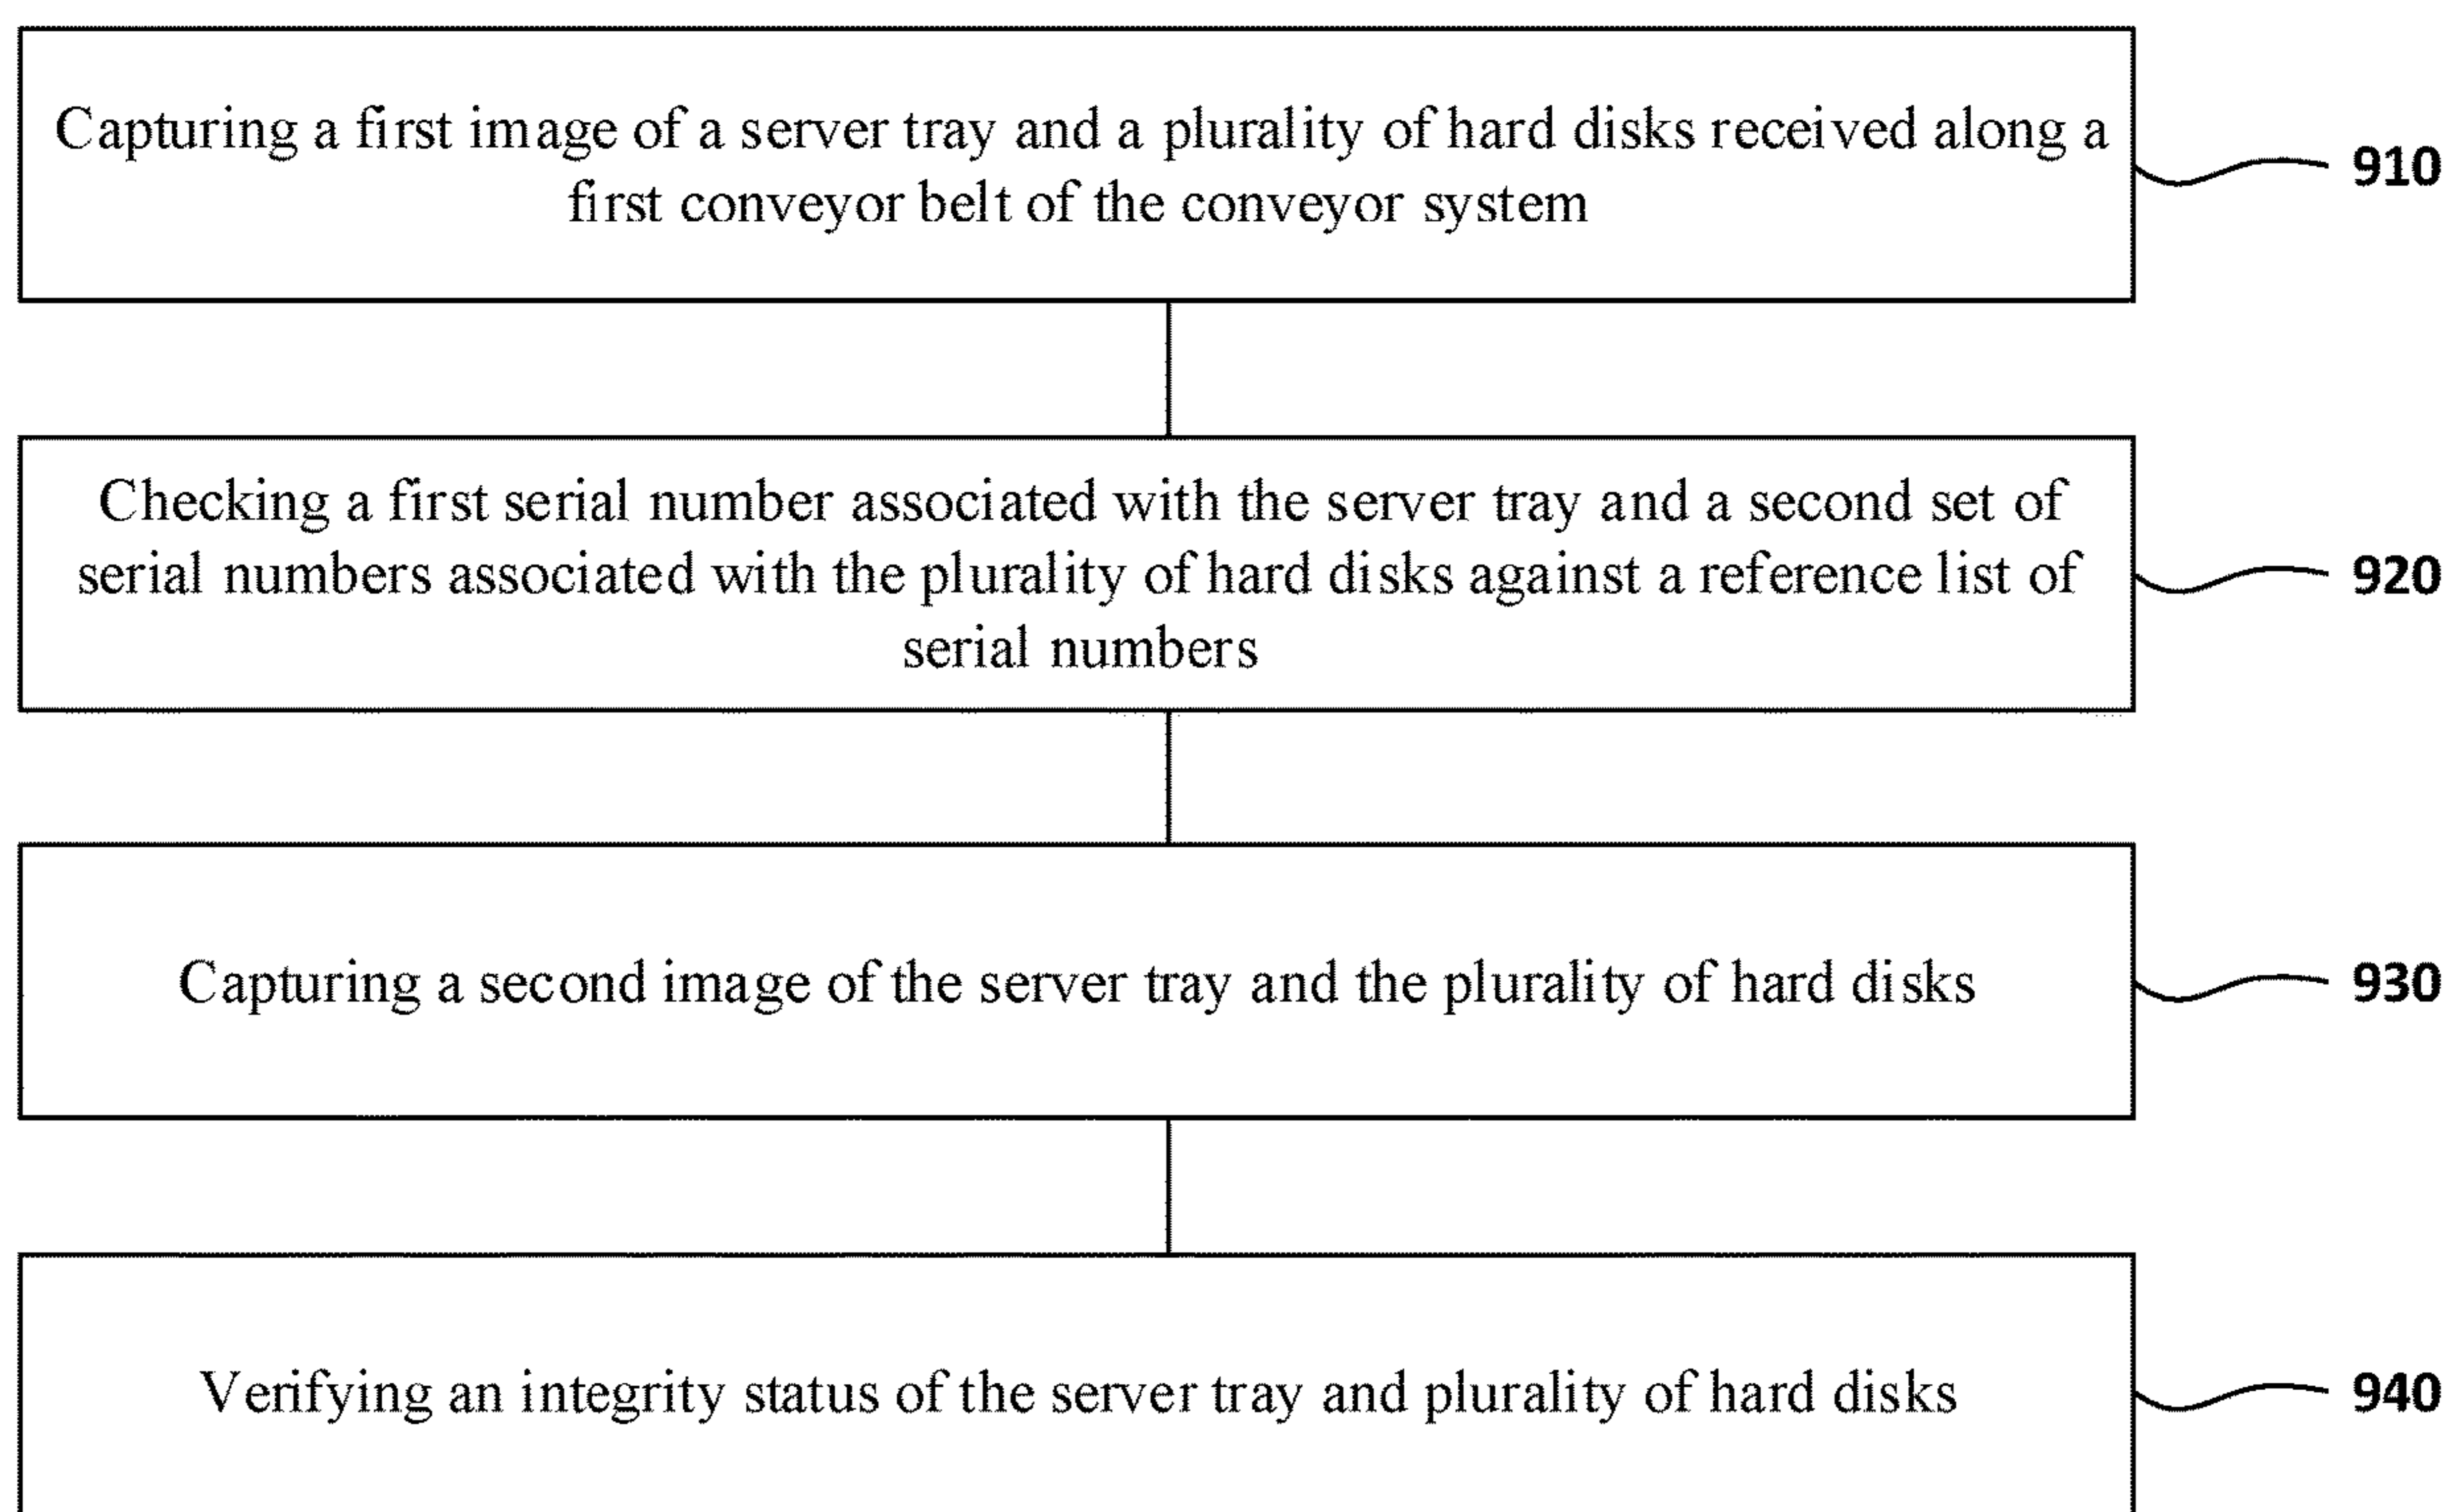 Capturing a first image of a server tray and a plurality of hard disks received along a
first conveyor belt of the conveyor system
910
Checking a first serial number associated with the server tray and a second set of
serial numbers associated with the plurality of hard disks against a reference list of
serial numbers
920
Capturing a second image of the server tray and the plurality of hard disks
930
Verifying an integrity status of the server tray and plurality of hard disks
940